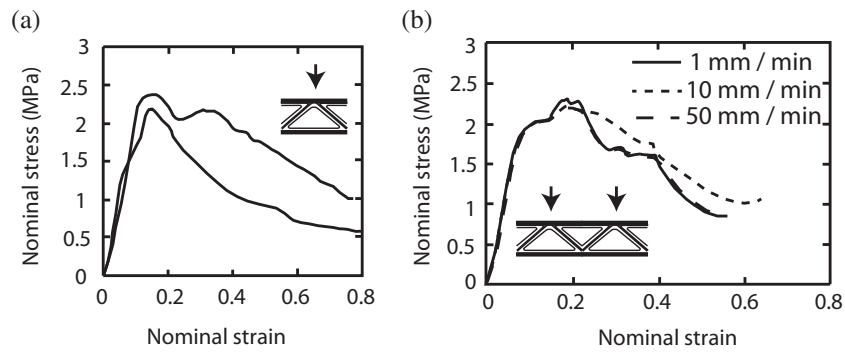 (a)
Nominal stress (MPa)
3
2.5
2
1.5
1
0.5
0
0 0.2 0.4 0.6 0.8
Nominal strain
(b)
Nominal stress (MPa)
3
2.5
2
1.5
1
0.5
0
1 mm / min
10 mm / min
50 mm / min
0 0.2 0.4 0.6 0.8
Nominal strain